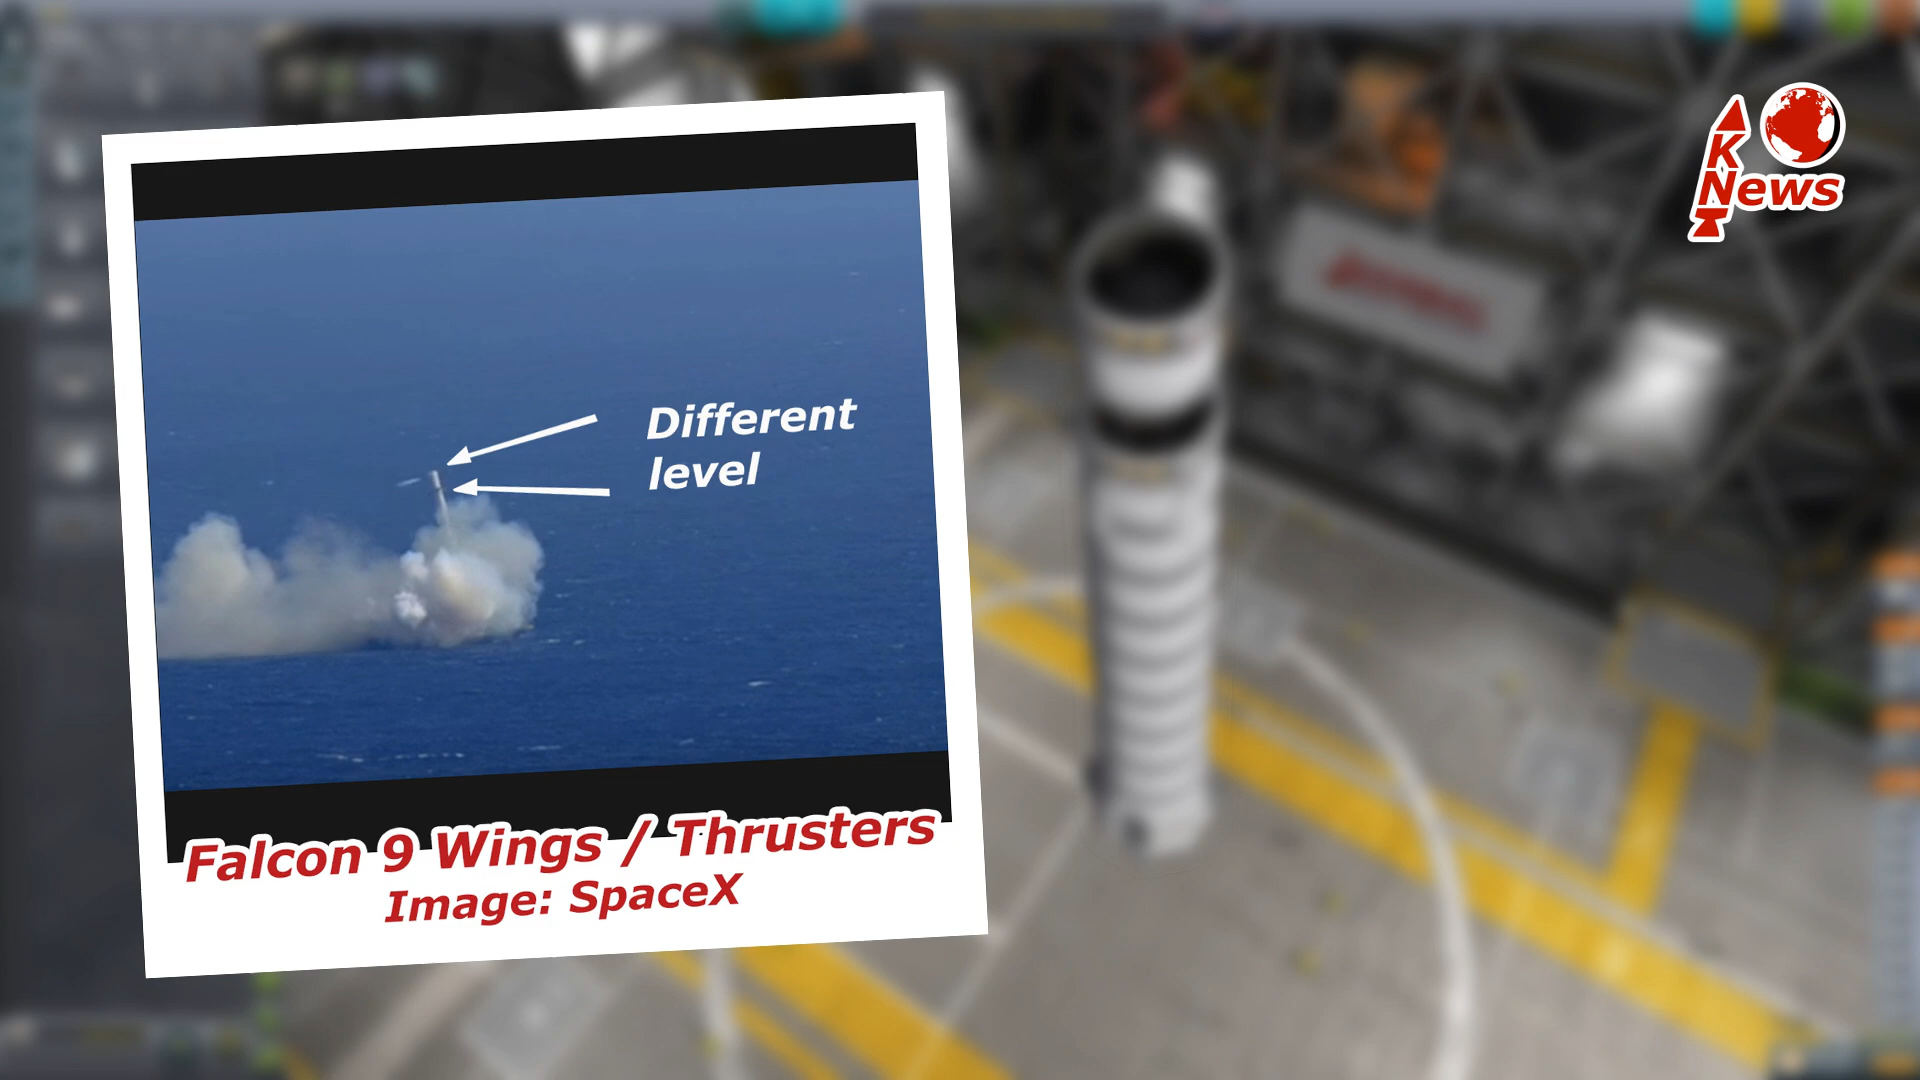 K
News
Different
level
Falcon 9 Wings / Thrusters
Image: SpaceX